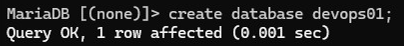 MariaDB [(none)]> create database devops01;
Query OK, 1 row affected (0.001 sec)